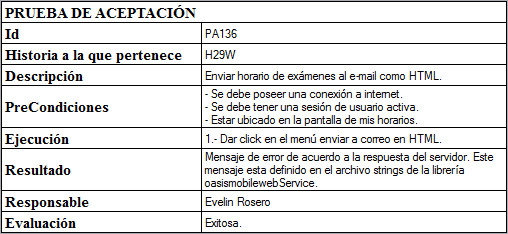 PRUEBA DE ACEPTACIÓN
Id PA136
Historia a la que pertenece H29W
Descripción Enviar horario de exámenes al e-mail como HTML.
PreCondiciones - Se debe poseer una conexión a internet.
- Se debe tener una sesión de usuario activa.
- Estar ubicado en la pantalla de mis horarios.
Ejecución 1.- Dar click en el menú enviar a correo en HTML.
Resultado Mensaje de error de acuerdo a la respuesta del servidor. Este
mensaje esta definido en el archivo strings de la librería
oasismobilewebService.
Responsable Evelin Rosero
Evaluación Exitosa.